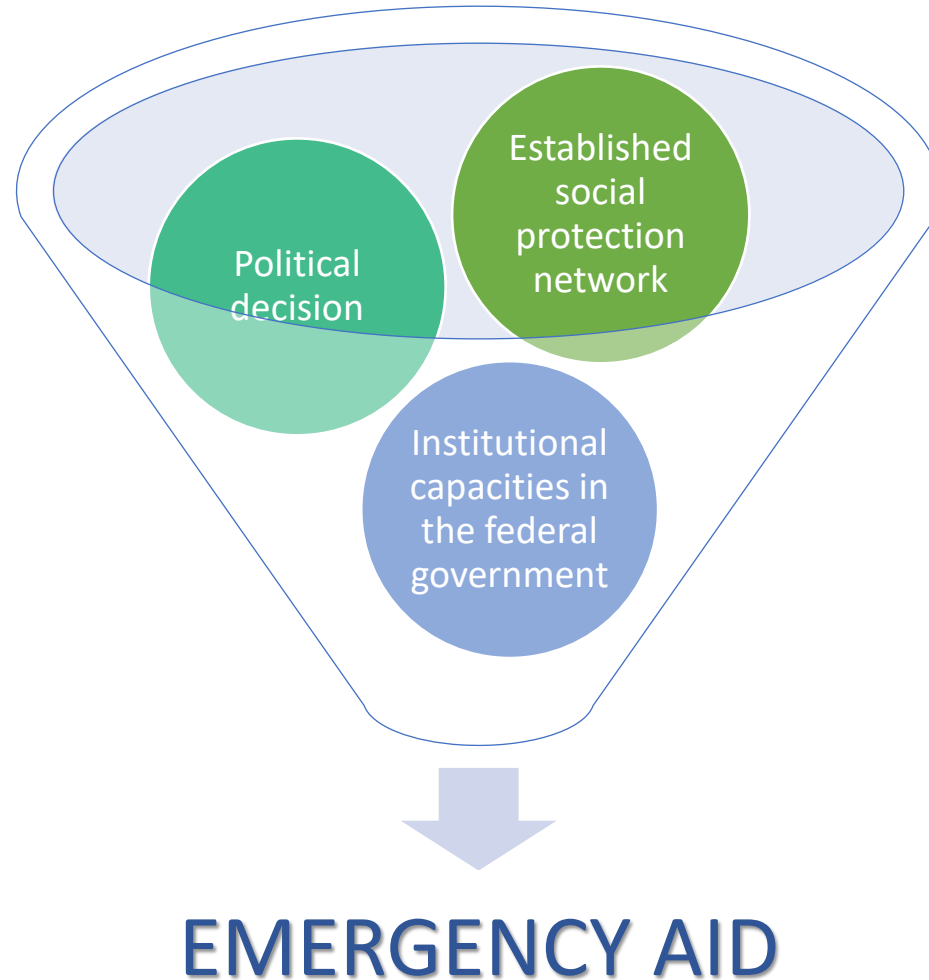 Established
social
protection
network
Political
decision
Institutional
capacities in
the federal
government
EMERGENCY AID